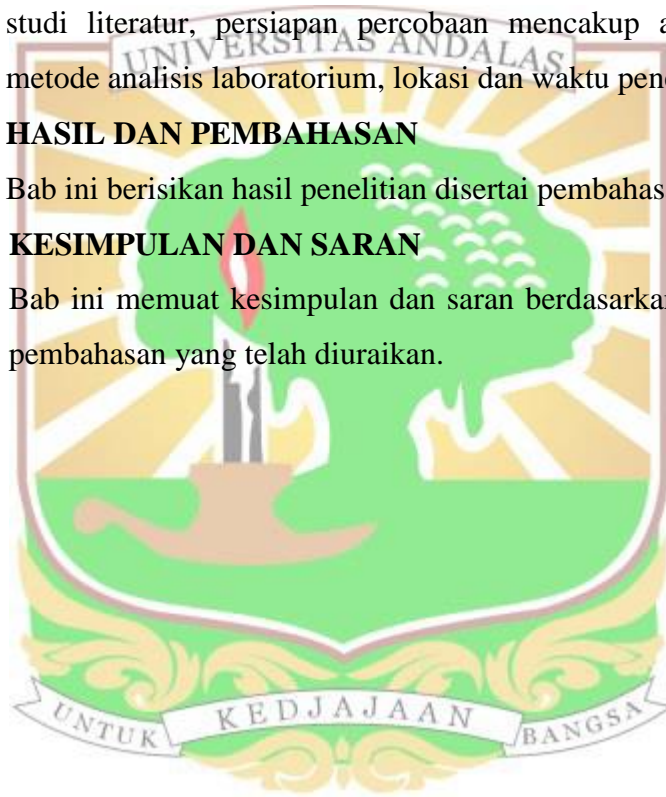 studi literatur, persiapan percobaan mencakup a
UNIVERSITAS ANDALAS
metode analisis laboratorium, lokasi dan waktu pene
HASIL DAN PEMBAHASAN
Bab ini berisikan hasil penelitian disertai pembahas
KESIMPULAN DAN SARAN
Bab ini memuat kesimpulan dan saran berdasarkan
pembahasan yang telah diuraikan.
UNTUK KEDJAJAAN BANGSA